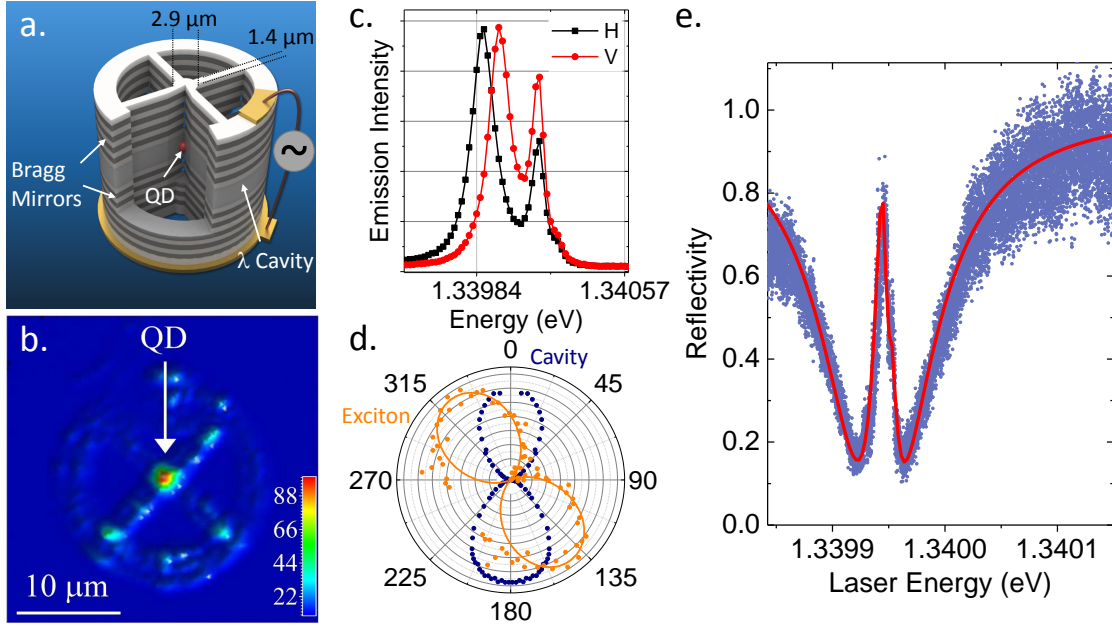 a.
2.9 μm
1.4 μm
Bragg
Mirrors
QD
λ Cavity
~
b.
QD
10 μm
88
66
44
22
c.
H
V
Emission Intensity
1.33984
1.34057
Energy (eV)
d.
0
Cavity
315
45
Exciton
270
90
225
135
180
e.
1.0
0.8
0.6
0.4
0.2
0.0
Reflectivity
1.3399
1.3400
1.3401
Laser Energy (eV)